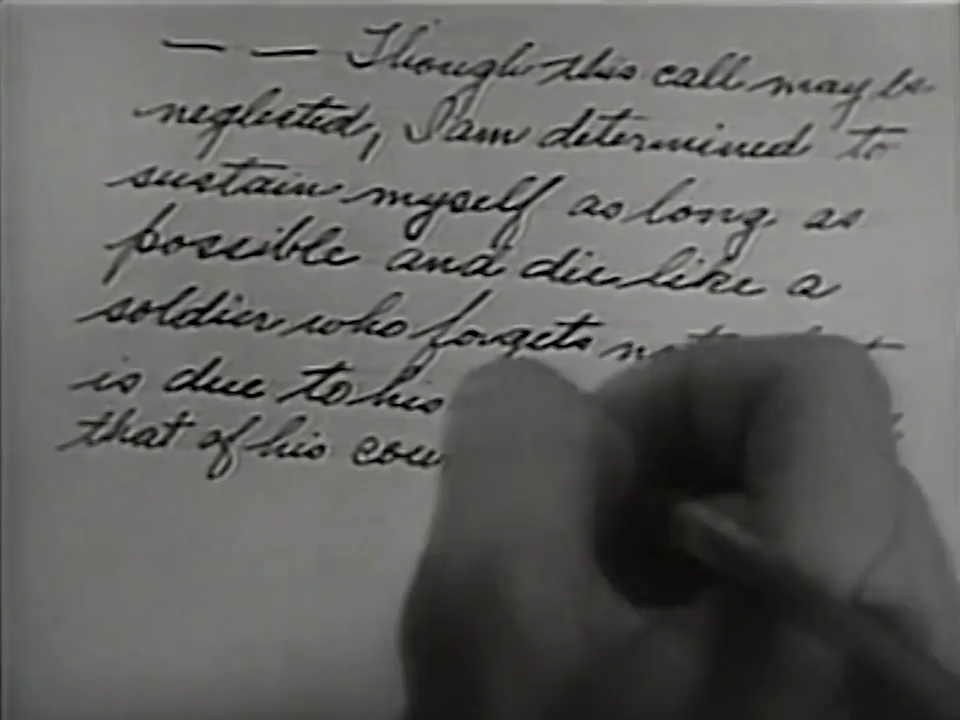 — — Though this call may be
neglected, I am determined to
sustain myself as long as
possible and die like a
soldier who forgets
is due to his
that of his